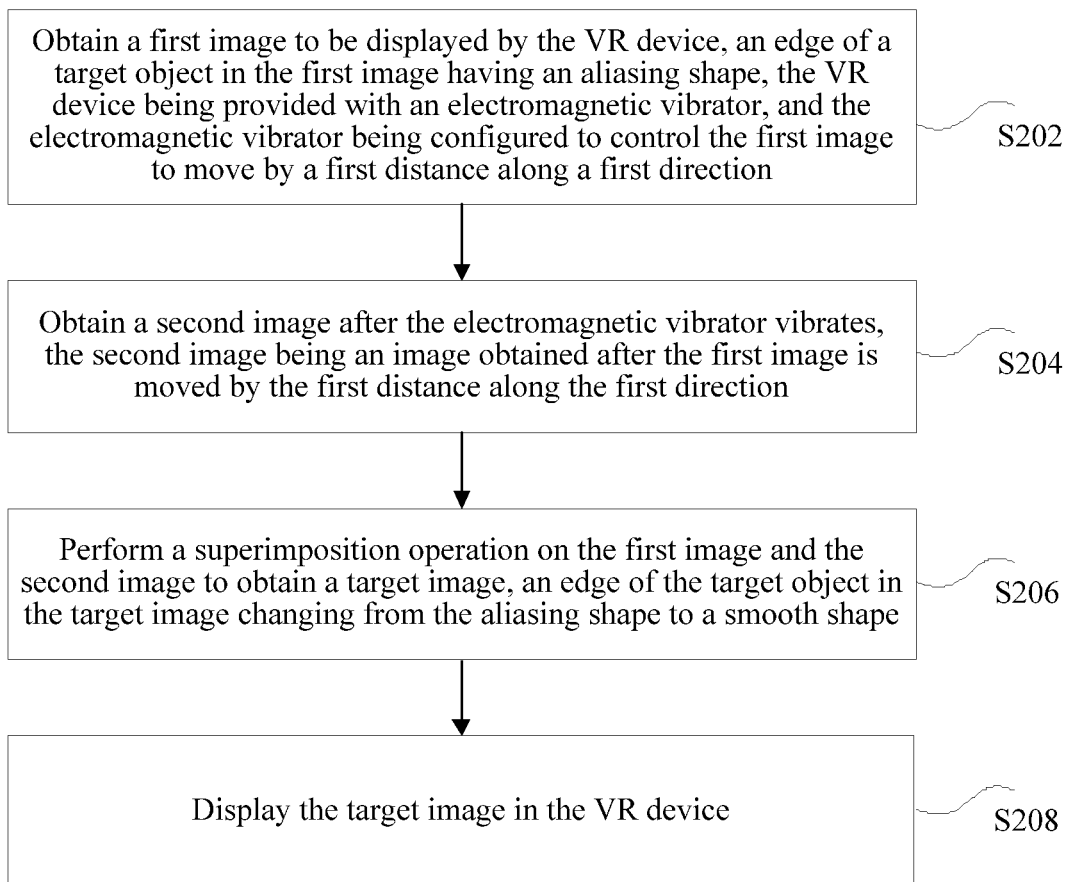 Obtain a first image to be displayed by the VR device, an edge of a
target object in the first image having an aliasing shape, the VR
device being provided with an electromagnetic vibrator, and the
electromagnetic vibrator being configured to control the first image
to move by a first distance along a first direction
S202
Obtain a second image after the electromagnetic vibrator vibrates,
the second image being an image obtained after the first image is
moved by the first distance along the first direction
S204
Perform a superimposition operation on the first image and the
second image to obtain a target image, an edge of the target object in
the target image changing from the aliasing shape to a smooth shape
S206
Display the target image in the VR device
S208